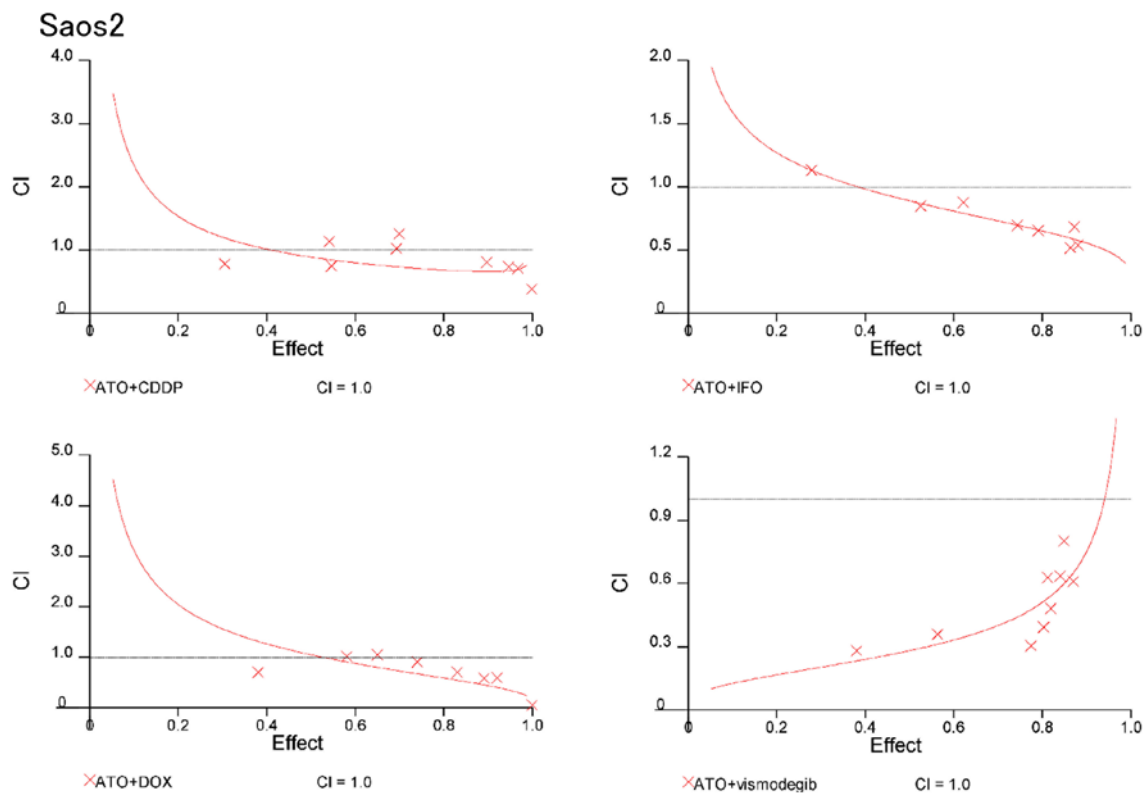 Saos2
4.0
3.0
2.0
1.0
0
CI
0 0.2 0.4 0.6 0.8 1.0
Effect
ATO+CDDP CI = 1.0
2.0
1.5
1.0
0.5
0
CI
0 0.2 0.4 0.6 0.8 1.0
Effect
ATO+IFO CI = 1.0
5.0
4.0
3.0
2.0
1.0
0
CI
0 0.2 0.4 0.6 0.8 1.0
Effect
ATO+DOX CI = 1.0
1.2
0.9
0.6
0.3
0
CI
0 0.2 0.4 0.6 0.8 1.0
Effect
ATO+vismodegib CI = 1.0